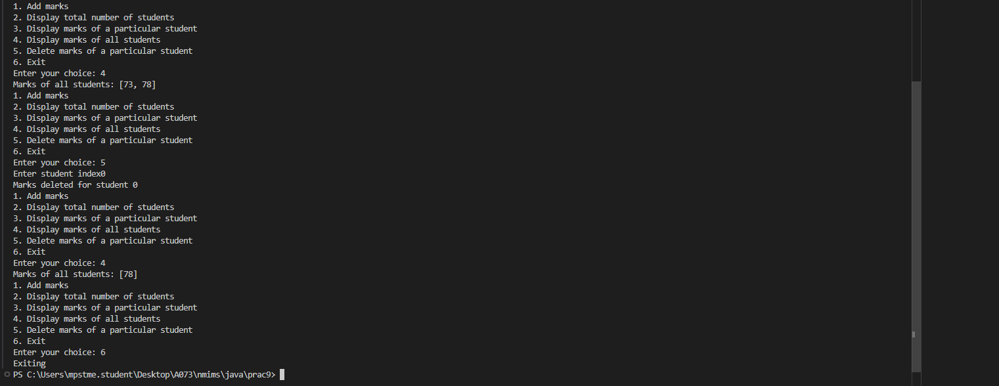 1. Add marks
2. Display total number of students
3. Display marks of a particular student
4. Display marks of all students
5. Delete marks of a particular student
6. Exit
Enter your choice: 4
Marks of all students: [73, 78]
1. Add marks
2. Display total number of students
3. Display marks of a particular student
4. Display marks of all students
5. Delete marks of a particular student
6. Exit
Enter your choice: 5
Enter student index0
Marks deleted for student 0
1. Add marks
2. Display total number of students
3. Display marks of a particular student
4. Display marks of all students
5. Delete marks of a particular student
6. Exit
Enter your choice: 4
Marks of all students: [78]
1. Add marks
2. Display total number of students
3. Display marks of a particular student
4. Display marks of all students
5. Delete marks of a particular student
6. Exit
Enter your choice: 6
Exiting
PS C:\Users\mpstme.student\Desktop\A073\nmims\java\prac9>